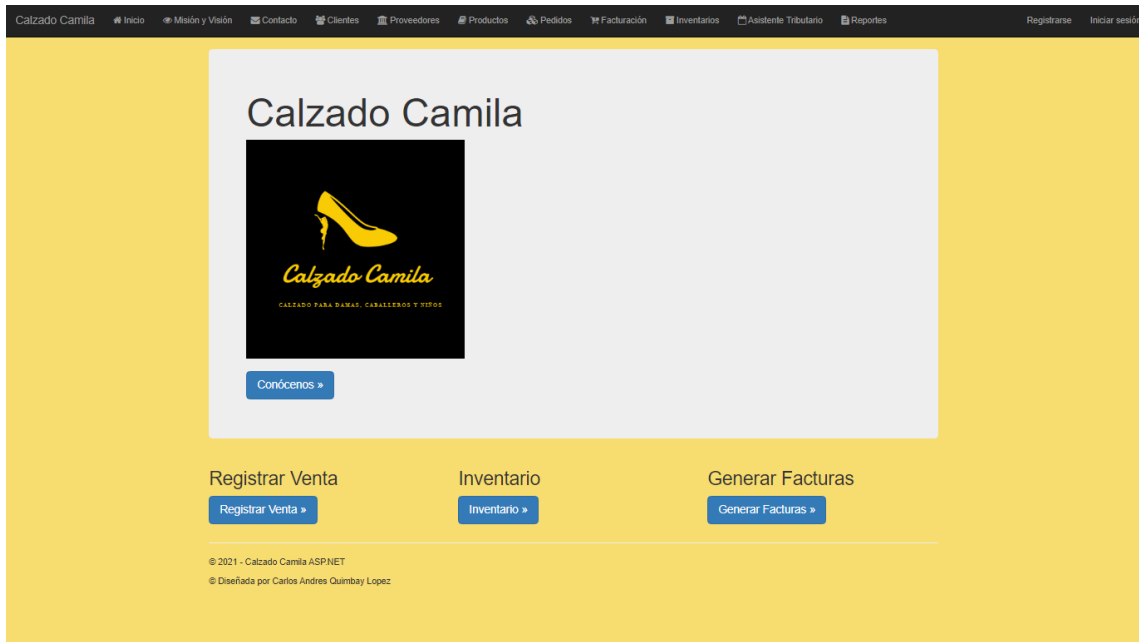 Calzado Camila Inicio Misión y Visión Contacto Clientes Proveedores Productos Pedidos Facturación Inventarios Asistente Tributario Reportes Registrarse Iniciar sesión
Calzado Camila
Calzado Camila
CALZADO PARA DAMAS, CABALLEROS Y NIÑOS
Conócenos »
Registrar Venta Inventario Generar Facturas
Registrar Venta » Inventario » Generar Facturas »
© 2021 - Calzado Camila ASP.NET
© Diseñada por Carlos Andres Quimbay Lopez